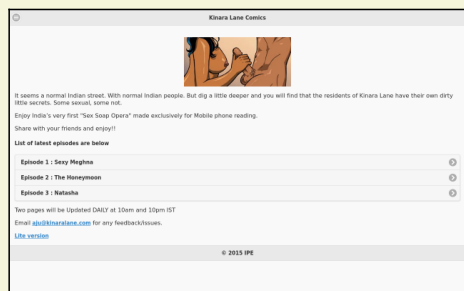 Kinara Lane Comics
It seems a normal Indian street. With normal Indian people. But dig a little deeper and you will find that the residents of Kinara Lane have their own dirty
little secrets. Some sexual, some not.
Enjoy India's very first "Sex Soap Opera" made exclusively for Mobile phone reading.
Share with your friends and enjoy!!
List of latest episodes are below
Episode 1 : Sexy Meghna
Episode 2 : The Honeymoon
Episode 3 : Natasha
Two pages will be Updated DAILY at 10am and 10pm IST
Email aju@kinaralane.com for any feedback/issues.
Lite version
© 2015 IPE